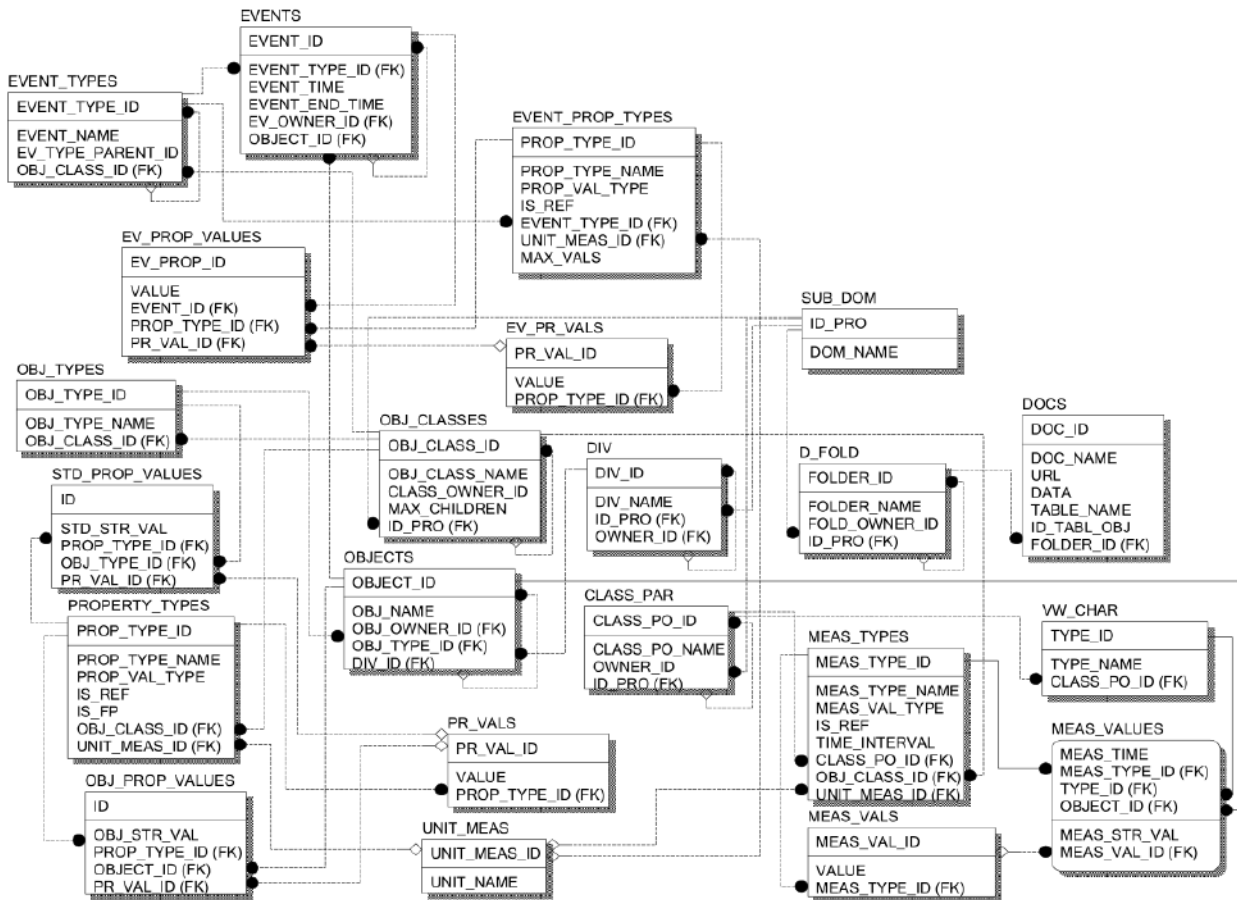 EVENTS
EVENT_ID
EVENT_TYPE_ID (FK)
EVENT_TIME
EVENT_END_TIME
EV_OWNER_ID (FK)
OBJECT_ID (FK)
EVENT_TYPES
EVENT_TYPE_ID
EVENT_NAME
EV_TYPE_PARENT_ID
OBJ_CLASS_ID (FK)
EVENT_PROP_TYPES
PROP_TYPE_ID
PROP_TYPE_NAME
PROP_VAL_TYPE
IS_REF
EVENT_TYPE_ID (FK)
UNIT_MEAS_ID (FK)
MAX_VALS
EV_PROP_VALUES
EV_PROP_ID
VALUE
EVENT_ID (FK)
PROP_TYPE_ID (FK)
PR_VAL_ID (FK)
SUB_DOM
ID_PRO
DOM_NAME
EV_PR_VALS
PR_VAL_ID
VALUE
PROP_TYPE_ID (FK)
OBJ_TYPES
OBJ_TYPE_ID
OBJ_TYPE_NAME
OBJ_CLASS_ID (FK)
OBJ_CLASSES
OBJ_CLASS_ID
OBJ_CLASS_NAME
CLASS_OWNER_ID
MAX_CHILDREN
ID_PRO (FK)
DIV
DIV_ID
DIV_NAME
ID_PRO (FK)
OWNER_ID (FK)
D_FOLD
FOLDER_ID
FOLDER_NAME
FOLD_OWNER_ID
ID_PRO (FK)
DOCS
DOC_ID
DOC_NAME
URL
DATA
TABLE_NAME
ID_TABL_OBJ
FOLDER_ID (FK)
STD_PROP_VALUES
ID
STD_STR_VAL
PROP_TYPE_ID (FK)
OBJ_TYPE_ID (FK)
PR_VAL_ID (FK)
OBJECTS
OBJECT_ID
OBJ_NAME
OBJ_OWNER_ID (FK)
OBJ_TYPE_ID (FK)
DIV_ID (FK)
CLASS_PAR
CLASS_PO_ID
CLASS_PO_NAME
OWNER_ID
ID_PRO (FK)
VW_CHAR
TYPE_ID
TYPE_NAME
CLASS_PO_ID (FK)
PROPERTY_TYPES
PROP_TYPE_ID
PROP_TYPE_NAME
PROP_VAL_TYPE
IS_REF
IS_FP
OBJ_CLASS_ID (FK)
UNIT_MEAS_ID (FK)
MEAS_TYPES
MEAS_TYPE_ID
MEAS_TYPE_NAME
MEAS_VAL_TYPE
IS_REF
TIME_INTERVAL
CLASS_PO_ID (FK)
OBJ_CLASS_ID (FK)
UNIT_MEAS_ID (FK)
PR_VALS
PR_VAL_ID
VALUE
PROP_TYPE_ID (FK)
MEAS_VALUES
MEAS_TIME
MEAS_TYPE_ID (FK)
TYPE_ID (FK)
OBJECT_ID (FK)
MEAS_STR_VAL
MEAS_VAL_ID (FK)
OBJ_PROP_VALUES
ID
OBJ_STR_VAL
PROP_TYPE_ID (FK)
OBJECT_ID (FK)
PR_VAL_ID (FK)
UNIT_MEAS
UNIT_MEAS_ID
UNIT_NAME
MEAS_VALS
MEAS_VAL_ID
VALUE
MEAS_TYPE_ID (FK)